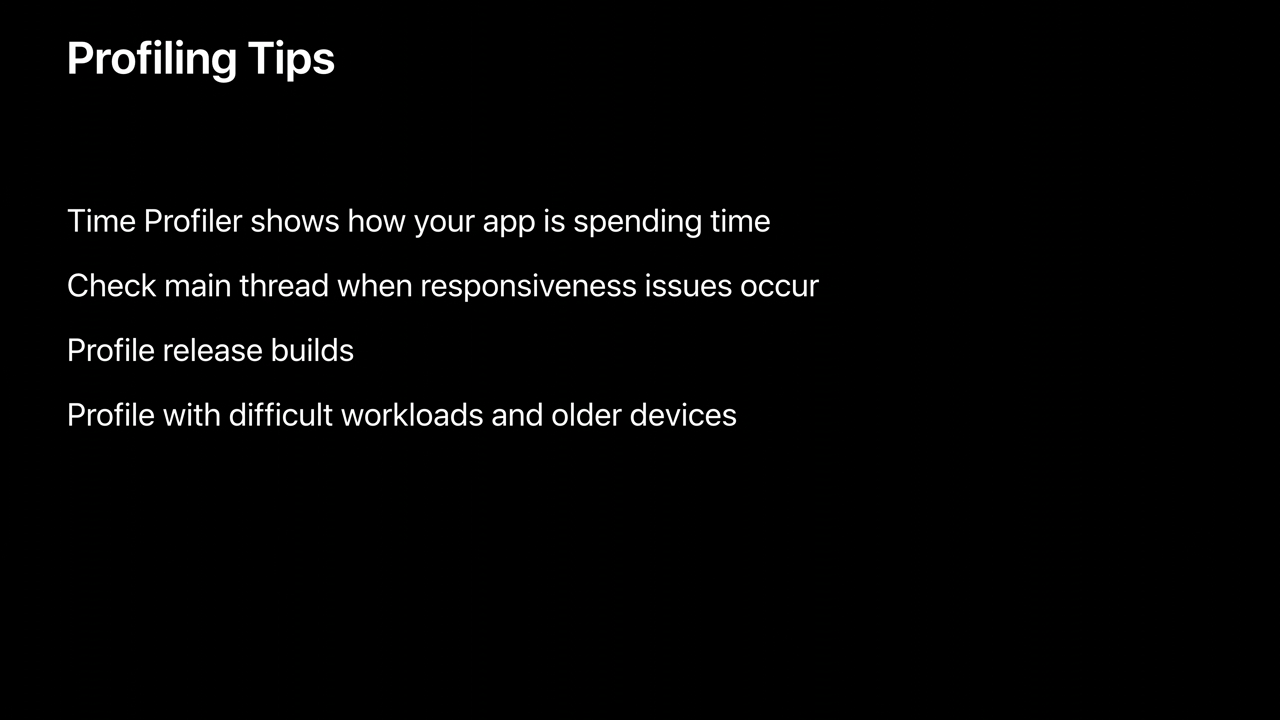 Profiling Tips
Time Profiler shows how your app is spending time
Check main thread when responsiveness issues occur
Profile release builds
Profile with difficult workloads and older devices